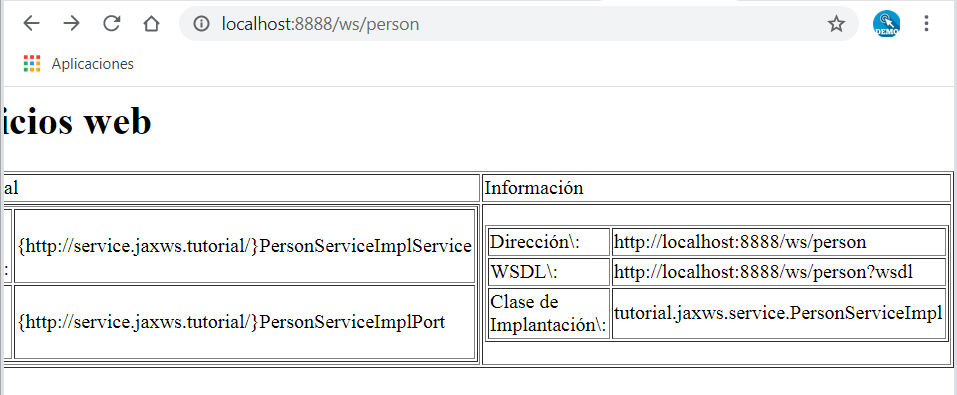 localhost:8888/ws/person
DEMO
Aplicaciones
icios web
al
Información
:
{http://service.jaxws.tutorial/}PersonServiceImplService
{http://service.jaxws.tutorial/}PersonServiceImplPort
Dirección\:
http://localhost:8888/ws/person
WSDL\:
http://localhost:8888/ws/person?wsdl
Clase de
Implantación\:
tutorial.jaxws.service.PersonServiceImpl